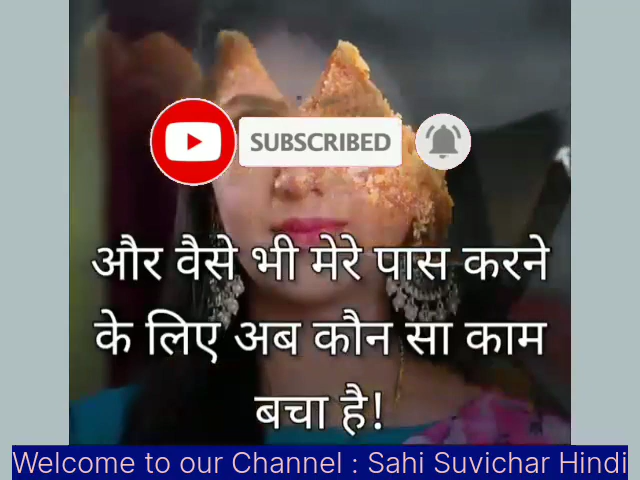 SUBSCRIBED
और वैसे भी मेरे पास करने
के लिए अब कौन सा काम
बचा है!
Welcome to our Channel : Sahi Suvichar Hindi